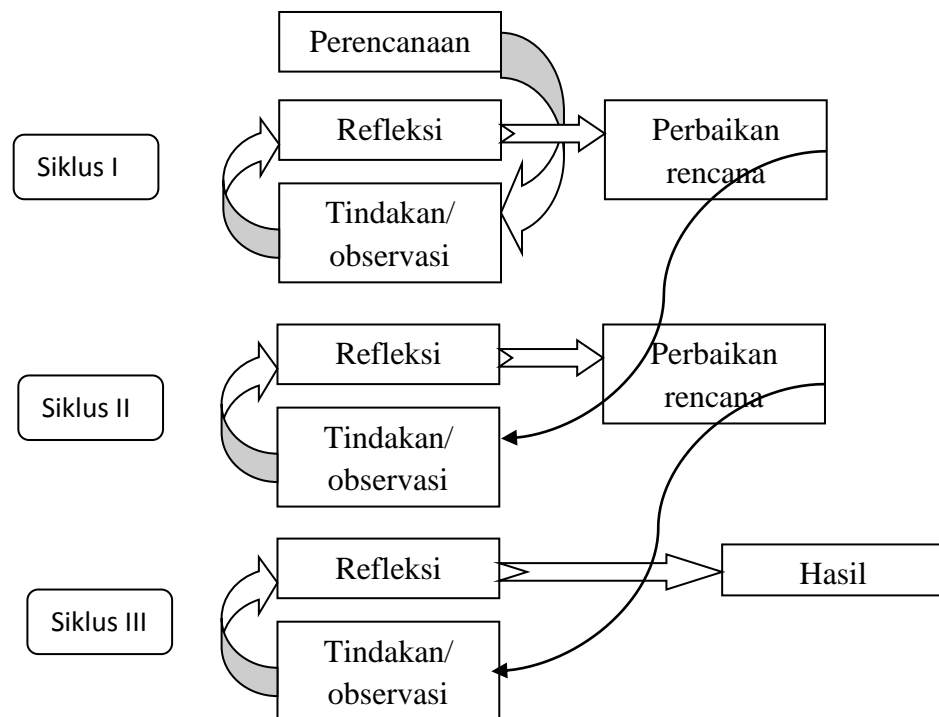 Perencanaan
Siklus I
Refleksi
Perbaikan
rencana
Tindakan/
observasi
Siklus II
Refleksi
Perbaikan
rencana
Tindakan/
observasi
Siklus III
Refleksi
Hasil
Tindakan/
observasi